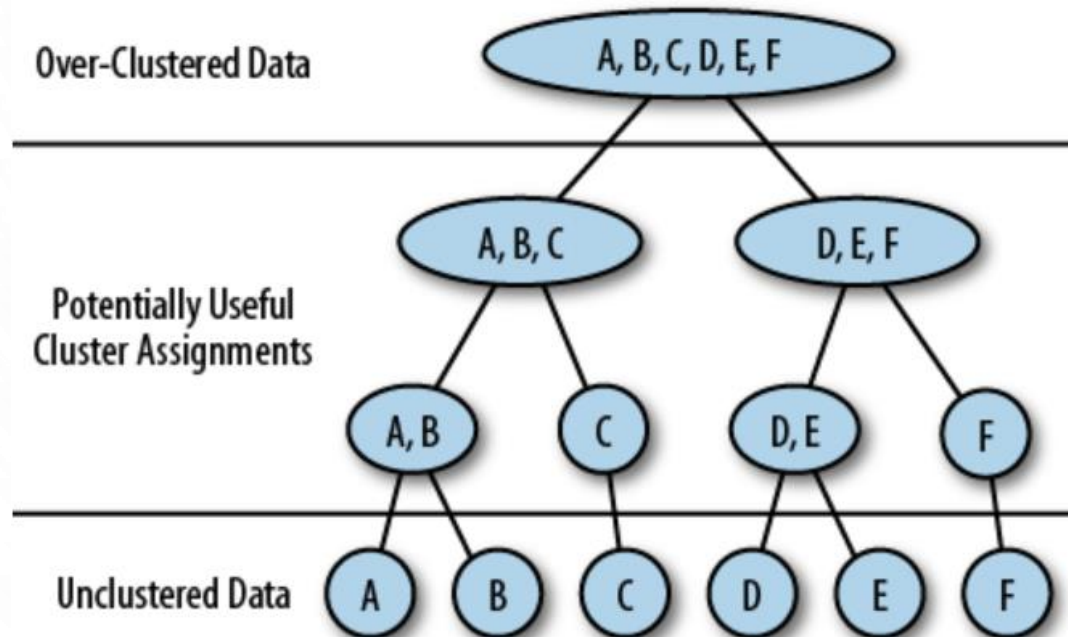 Over-Clustered Data
A, B, C, D, E, F
A, B, C
D, E, F
Potentially Useful
Cluster Assignments
A, B
C
D, E
F
Unclustered Data
A
B
C
D
E
F